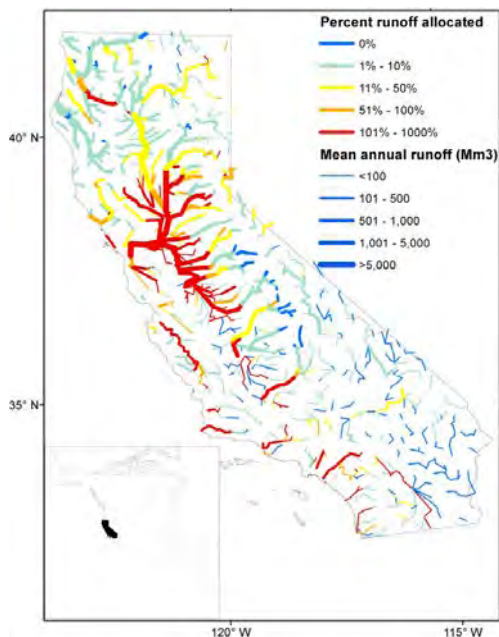 Percent runoff allocated
0%
1% - 10%
11% - 50%
51% - 100%
101% - 1000%
Mean annual runoff (Mm3)
<100
101 - 500
501 - 1,000
1,001 - 5,000
>5,000
40° N
35° N
120° W
115° W